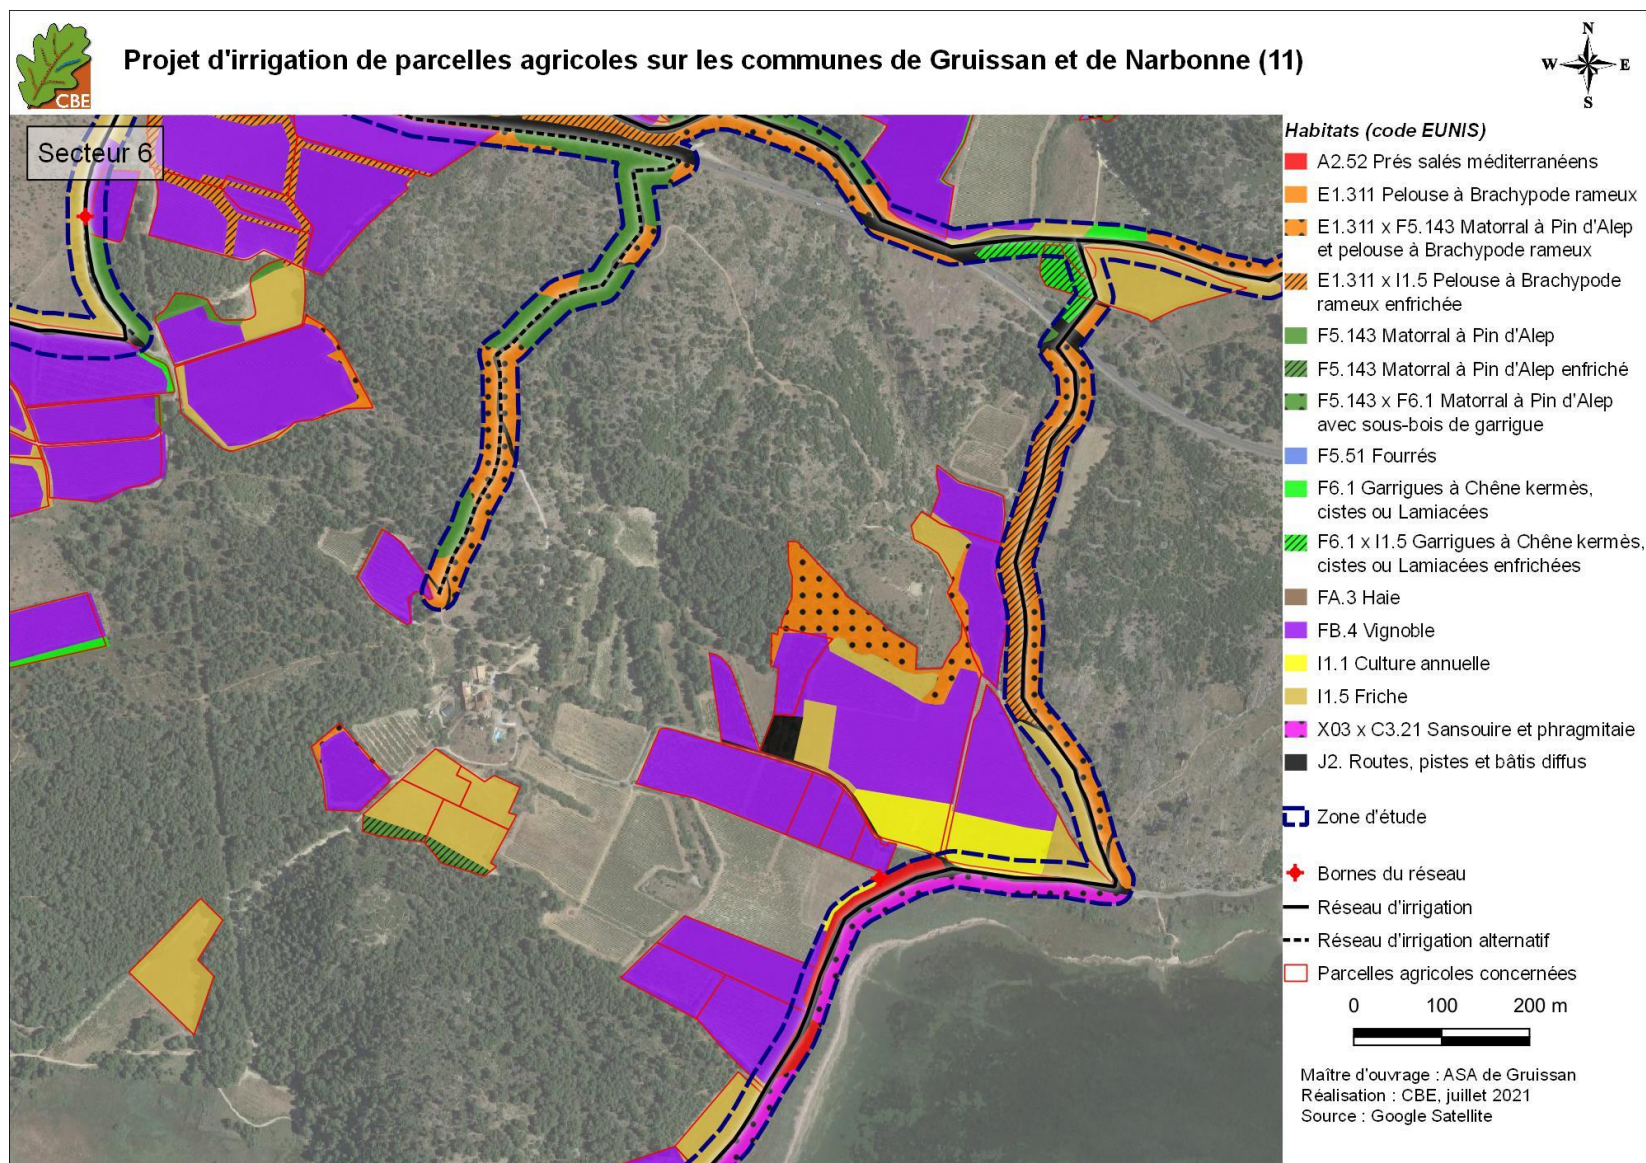 CBE
Projet d'irrigation de parcelles agricoles sur les communes de Gruissan et de Narbonne (11)
N
W E
S
Secteur 6
Habitats (code EUNIS)
A2.52 Prés salés méditerranéens
E1.311 Pelouse à Brachypode rameux
E1.311 x F5.143 Matorral à Pin d'Alep
et pelouse à Brachypode rameux
E1.311 x I1.5 Pelouse à Brachypode
rameux enfrichée
F5.143 Matorral à Pin d'Alep
F5.143 Matorral à Pin d'Alep enfriché
F5.143 x F6.1 Matorral à Pin d'Alep
avec sous-bois de garrigue
F5.51 Fourrés
F6.1 Garrigues à Chêne kermès,
cistes ou Lamiacées
F6.1 x I1.5 Garrigues à Chêne kermès,
cistes ou Lamiacées enfrichées
FA.3 Haie
FB.4 Vignoble
I1.1 Culture annuelle
I1.5 Friche
X03 x C3.21 Sansouire et phragmitaie
J2. Routes, pistes et bâtis diffus
Zone d'étude
Bornes du réseau
Réseau d'irrigation
Réseau d'irrigation alternatif
Parcelles agricoles concernées
0 100 200 m
Maître d'ouvrage : ASA de Gruissan
Réalisation : CBE, juillet 2021
Source : Google Satellite